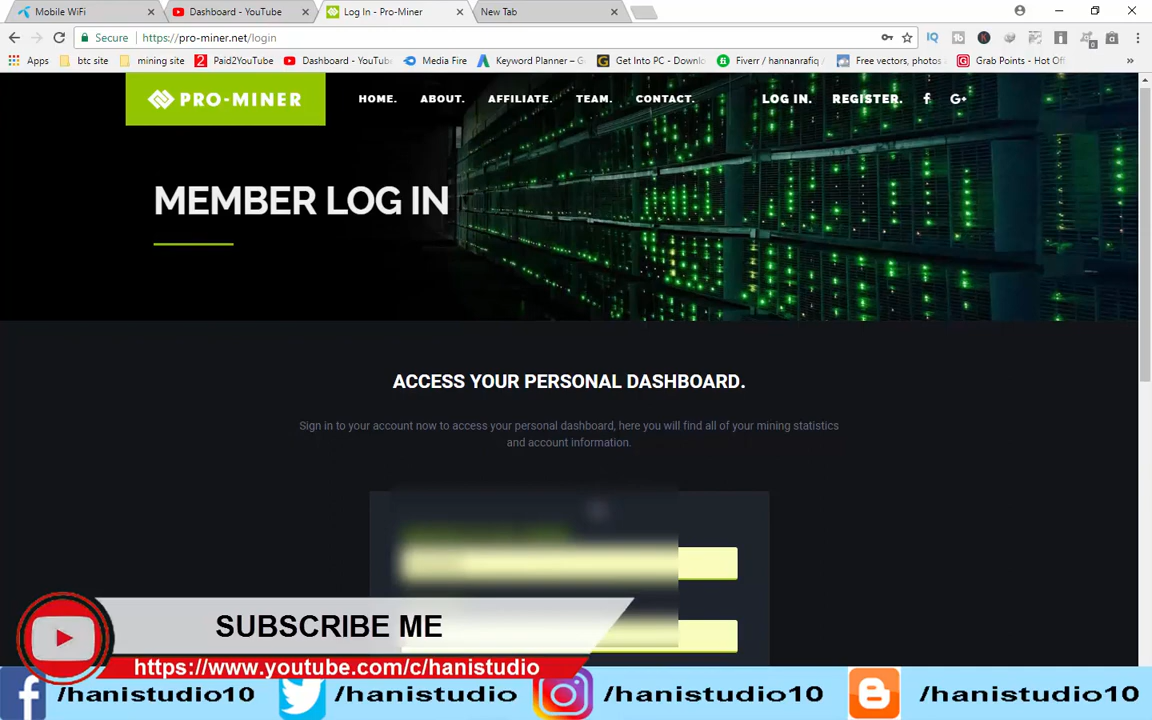 Mobile WiFi
Dashboard - YouTube
Log In - Pro-Miner
New Tab
Secure
https://pro-miner.net/login
Apps
btc site
mining site
Paid2YouTube
Dashboard - YouTube
Media Fire
Keyword Planner – G
Get Into PC - Downlo
Fiverr / hannanrafiq /
Free vectors, photos
Grab Points - Hot Off
PRO-MINER
HOME.
ABOUT.
AFFILIATE.
TEAM.
CONTACT.
LOG IN.
REGISTER.
MEMBER LOG IN
ACCESS YOUR PERSONAL DASHBOARD.
Sign in to your account now to access your personal dashboard, here you will find all of your mining statistics
and account information.
SUBSCRIBE ME
https://www.youtube.com/c/hanistudio
/hanistudio10
/hanistudio
/hanistudio10
/hanistudio10